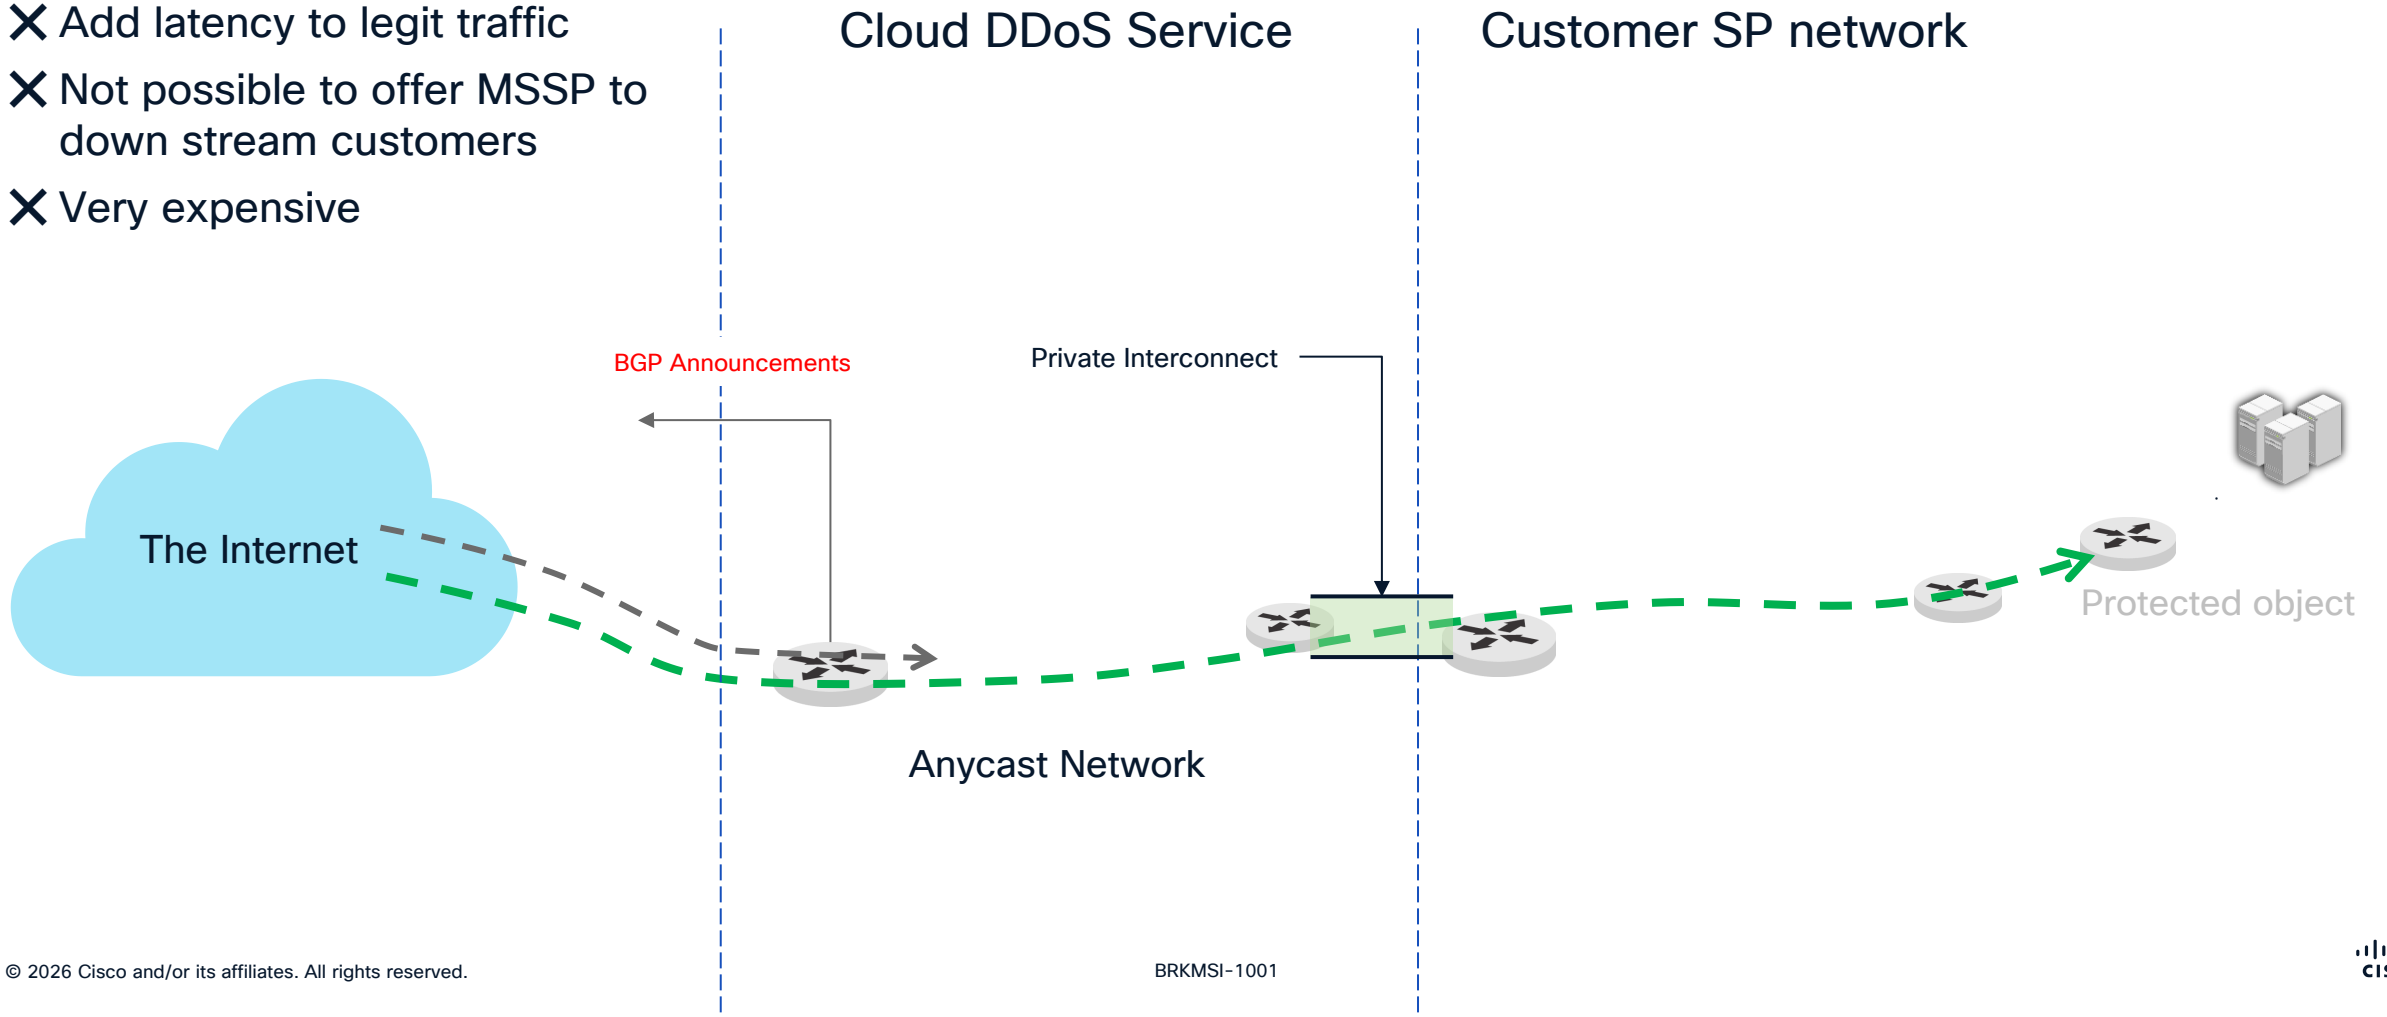 Add latency to legit traffic
Not possible to offer MSSP to
down stream customers
Very expensive
Cloud DDoS Service
Customer SP network
BGP Announcements
Private Interconnect
The Internet
Protected object
Anycast Network
© 2026 Cisco and/or its affiliates. All rights reserved.
BRKMSI-1001